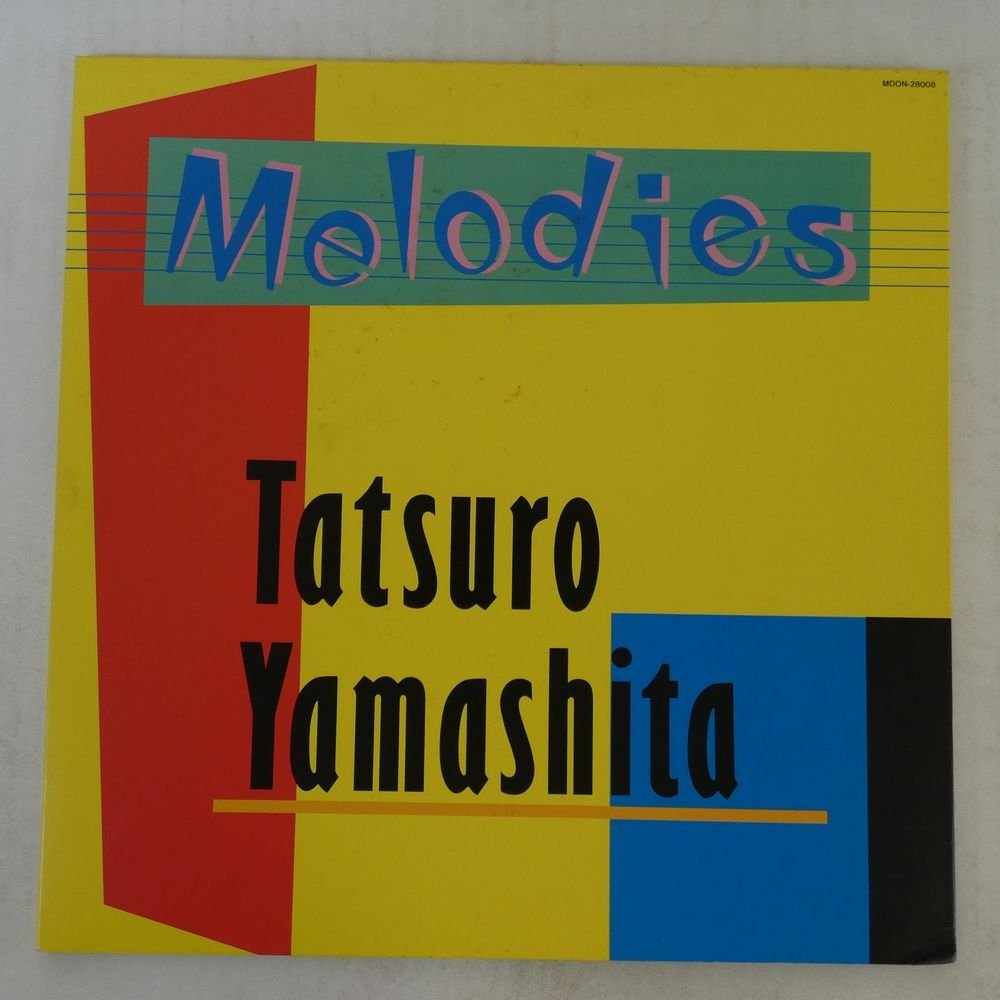 MOON-28008
Melodies
Tatsuro
Yamashita